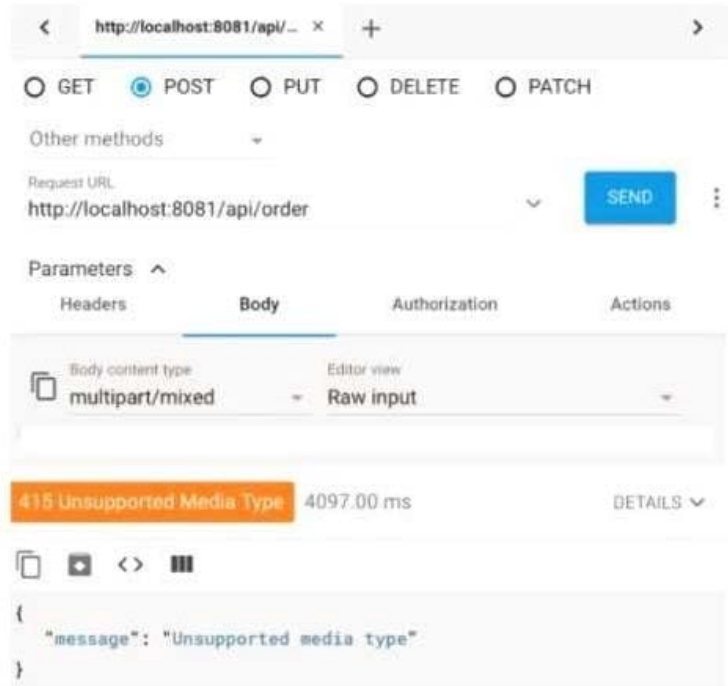 http://localhost:8081/api/... × +
GET POST PUT DELETE PATCH
Other methods
Request URL
http://localhost:8081/api/order
SEND
Parameters
Headers Body Authorization Actions
Body content type Editor view
multipart/mixed Raw input
415 Unsupported Media Type 4097.00 ms DETAILS
{
"message": "Unsupported media type"
}